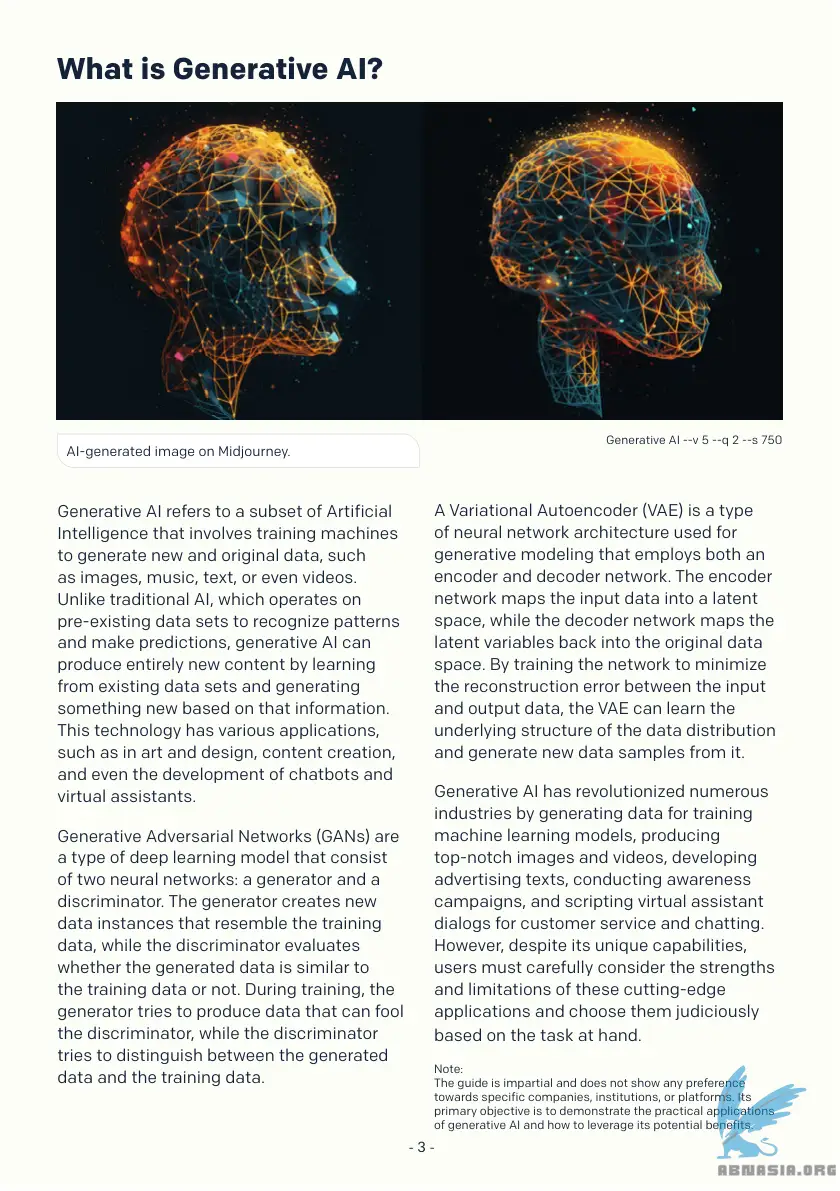 What is Generative AI?
AI-generated image on Midjourney.
Generative AI --v 5 --q 2 --s 750
Generative AI refers to a subset of Artificial
Intelligence that involves training machines
to generate new and original data, such
as images, music, text, or even videos.
Unlike traditional AI, which operates on
pre-existing data sets to recognize patterns
and make predictions, generative AI can
produce entirely new content by learning
from existing data sets and generating
something new based on that information.
This technology has various applications,
such as in art and design, content creation,
and even the development of chatbots and
virtual assistants.
Generative Adversarial Networks (GANs) are
a type of deep learning model that consist
of two neural networks: a generator and a
discriminator. The generator creates new
data instances that resemble the training
data, while the discriminator evaluates
whether the generated data is similar to
the training data or not. During training, the
generator tries to produce data that can fool
the discriminator, while the discriminator
tries to distinguish between the generated
data and the training data.
A Variational Autoencoder (VAE) is a type
of neural network architecture used for
generative modeling that employs both an
encoder and decoder network. The encoder
network maps the input data into a latent
space, while the decoder network maps the
latent variables back into the original data
space. By training the network to minimize
the reconstruction error between the input
and output data, the VAE can learn the
underlying structure of the data distribution
and generate new data samples from it.
Generative AI has revolutionized numerous
industries by generating data for training
machine learning models, producing
top-notch images and videos, developing
advertising texts, conducting awareness
campaigns, and scripting virtual assistant
dialogs for customer service and chatting.
However, despite its unique capabilities,
users must carefully consider the strengths
and limitations of these cutting-edge
applications and choose them judiciously
based on the task at hand.
Note:
The guide is impartial and does not show any preference
towards specific companies, institutions, or platforms. Its
primary objective is to demonstrate the practical applications
of generative AI and how to leverage its potential benefits.
- 3 -
ABNASIA.ORG